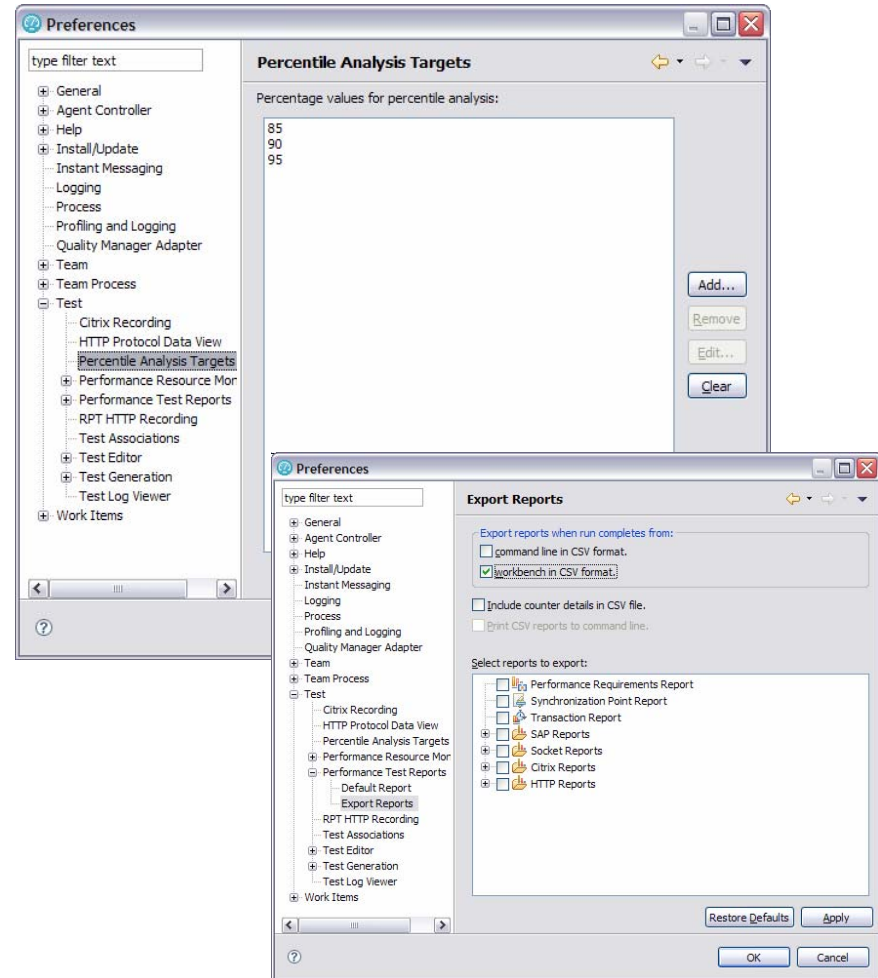 Preferences
type filter text
General
Agent Controller
Help
Install/Update
Instant Messaging
Logging
Process
Profiling and Logging
Quality Manager Adapter
Team
Team Process
Test
Citrix Recording
HTTP Protocol Data View
Percentile Analysis Targets
Performance Resource Mor
Performance Test Reports
RPT HTTP Recording
Test Associations
Test Editor
Test Generation
Test Log Viewer
Work Items
Percentile Analysis Targets
Percentage values for percentile analysis:
85
90
95
Add...
Remove
Edit...
Clear
Preferences
type filter text
General
Agent Controller
Help
Install/Update
Instant Messaging
Logging
Process
Profiling and Logging
Quality Manager Adapter
Team
Team Process
Test
Citrix Recording
HTTP Protocol Data View
Percentile Analysis Targets
Performance Resource Mor
Performance Test Reports
Default Report
Export Reports
RPT HTTP Recording
Test Associations
Test Editor
Test Generation
Test Log Viewer
Work Items
Export Reports
Export reports when run completes from:
command line in CSV format.
workbench in CSV format.
Include counter details in CSV file.
Print CSV reports to command line.
Select reports to export:
Performance Requirements Report
Synchronization Point Report
Transaction Report
SAP Reports
Socket Reports
Citrix Reports
HTTP Reports
Restore Defaults
Apply
OK
Cancel